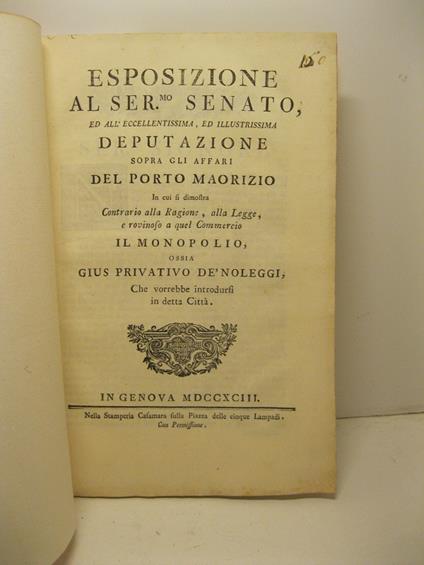 150
ESPOSIZIONE
AL SER.MO SENATO,
ED ALL' ECCELLENTISSIMA, ED ILLUSTRISSIMA
DEPUTAZIONE
SOPRA GLI AFFARI
DEL PORTO MAORIZIO
In cui si dimoſtra
Contrario alla Ragione, alla Legge,
e rovinoſo a quel Commercio
IL MONOPOLIO,
OSSIA
GIUS PRIVATIVO DE' NOLEGGI,
Che vorrebbe introdurſi
in detta Città.
IN GENOVA MDCCXCIII.
Nella Stamperia Caſamara ſulla Piazza delle cinque Lampadi.
Con Permiſſione.